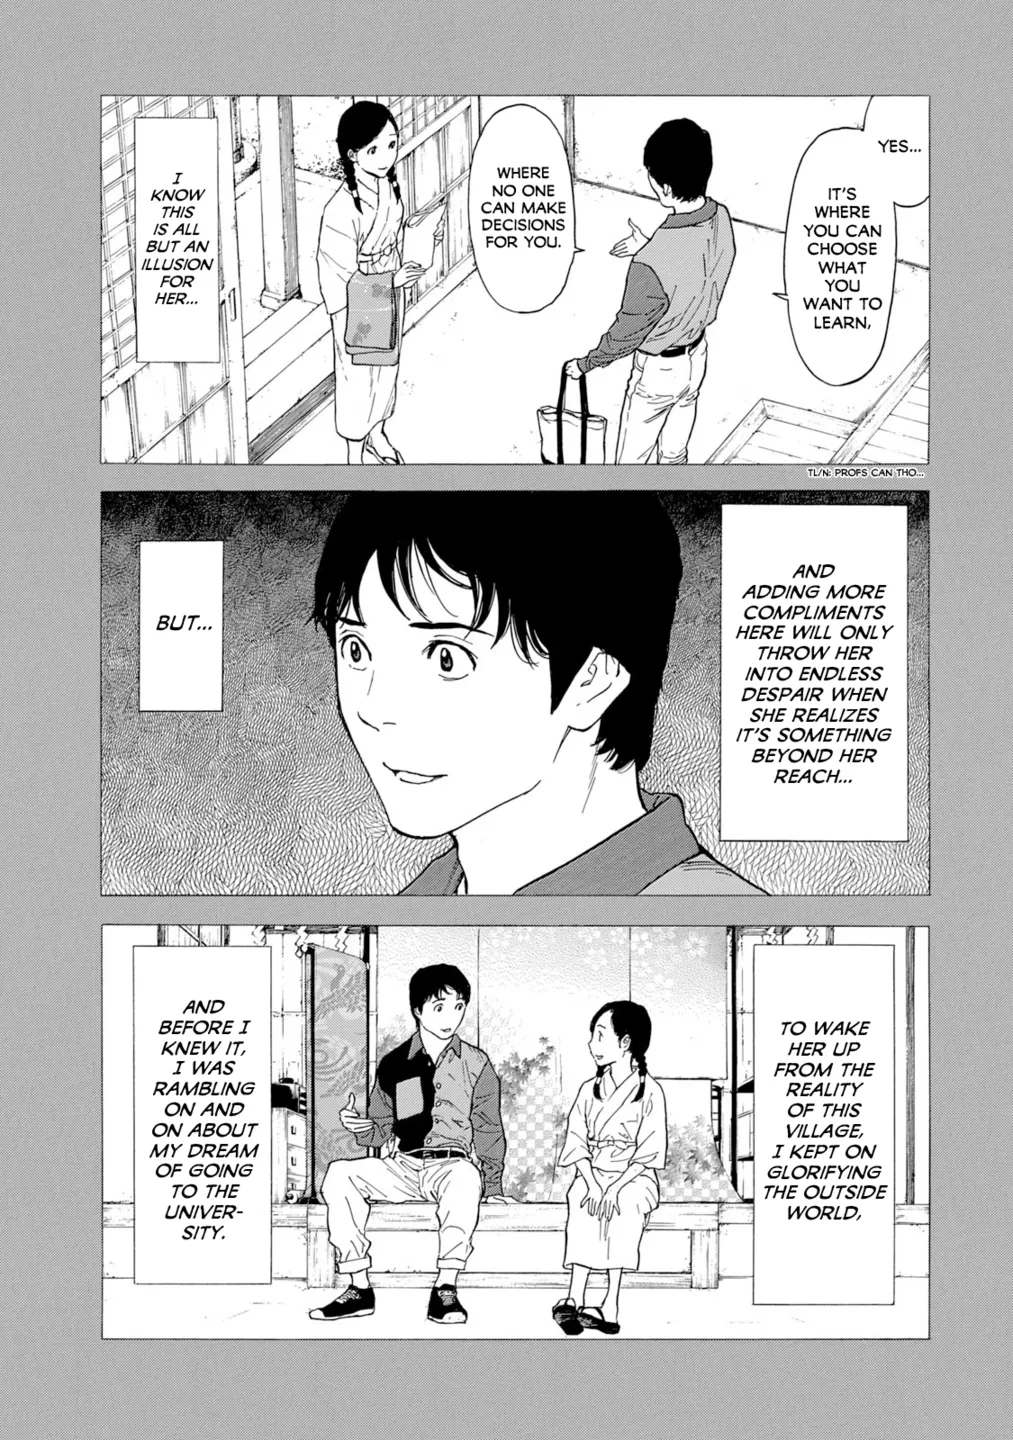 YES...
IT'S
WHERE
YOU CAN
CHOOSE
WHAT
YOU
WANT TO
LEARN,
WHERE
NO ONE
CAN MAKE
DECISIONS
FOR YOU.
I
KNOW
THIS
IS ALL
BUT AN
ILLUSION
FOR
HER...
TL/N: PROFS CAN THO...
AND
ADDING MORE
COMPLIMENTS
HERE WILL ONLY
THROW HER
INTO ENDLESS
DESPAIR WHEN
SHE REALIZES
IT'S SOMETHING
BEYOND HER
REACH...
BUT...
TO WAKE
HER UP
FROM THE
REALITY
OF THIS
VILLAGE,
I KEPT ON
GLORIFYING
THE OUTSIDE
WORLD,
AND
BEFORE I
KNEW IT,
I WAS
RAMBLING
ON AND
ON ABOUT
MY DREAM
OF GOING
TO THE
UNIVER-
SITY.